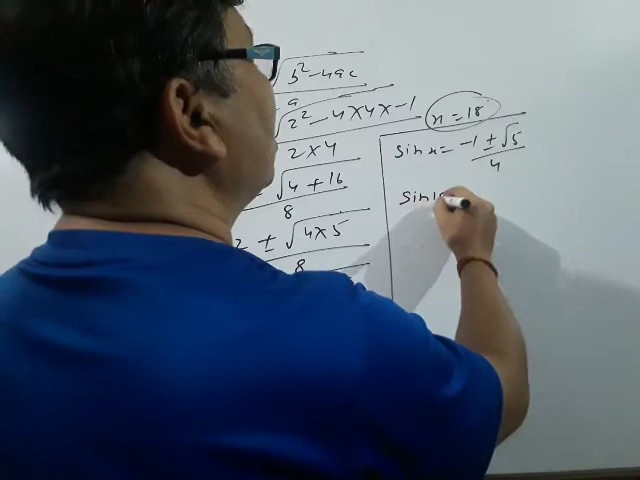 √b² - 4ac
a
√2² - 4×4×-1
2×4
√4 + 16
8
2 ± √4×5
8
x = 18°
sin x = -1 ± √5
4
sin1